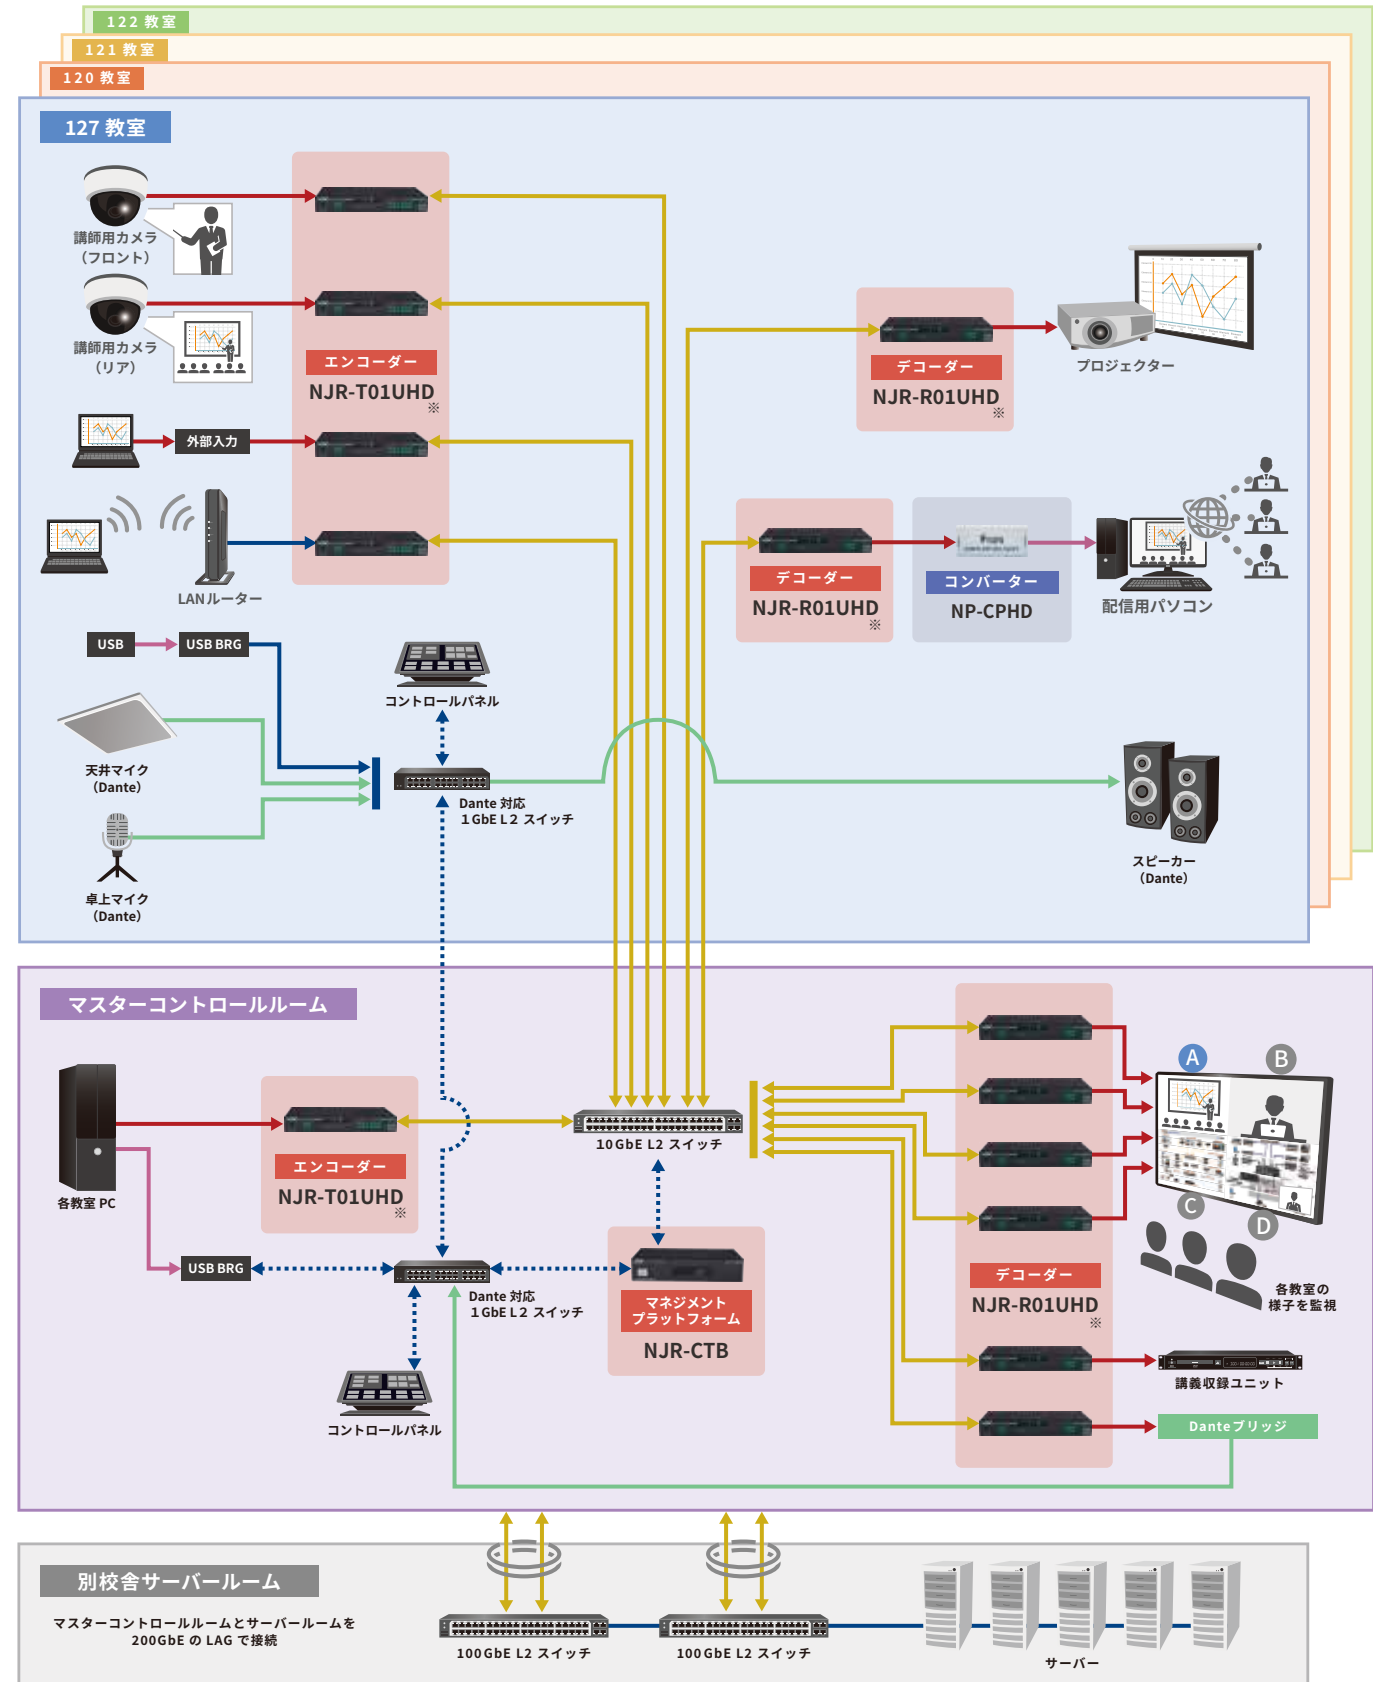 122 教室
121 教室
120 教室
127 教室
講師用カメラ
（フロント）
講師用カメラ
（リア）
エンコーダー
NJR-T01UHD
※
外部入力
LANルーター
デコーダー
NJR-R01UHD
※
プロジェクター
デコーダー
NJR-R01UHD
※
コンバーター
NP-CPHD
配信用パソコン
USB
USB BRG
コントロールパネル
天井マイク
（Dante）
Dante 対応
1GbE L2 スイッチ
卓上マイク
（Dante）
スピーカー
（Dante）
マスターコントロールルーム
各教室 PC
エンコーダー
NJR-T01UHD
※
10GbE L2 スイッチ
A
B
C
D
USB BRG
Dante 対応
1GbE L2 スイッチ
マネジメント
プラットフォーム
NJR-CTB
コントロールパネル
デコーダー
NJR-R01UHD
※
各教室の
様子を監視
講義収録ユニット
Danteブリッジ
別校舎サーバールーム
マスターコントロールルームとサーバールームを
200GbE の LAG で接続
100GbE L2 スイッチ
100GbE L2 スイッチ
サーバー